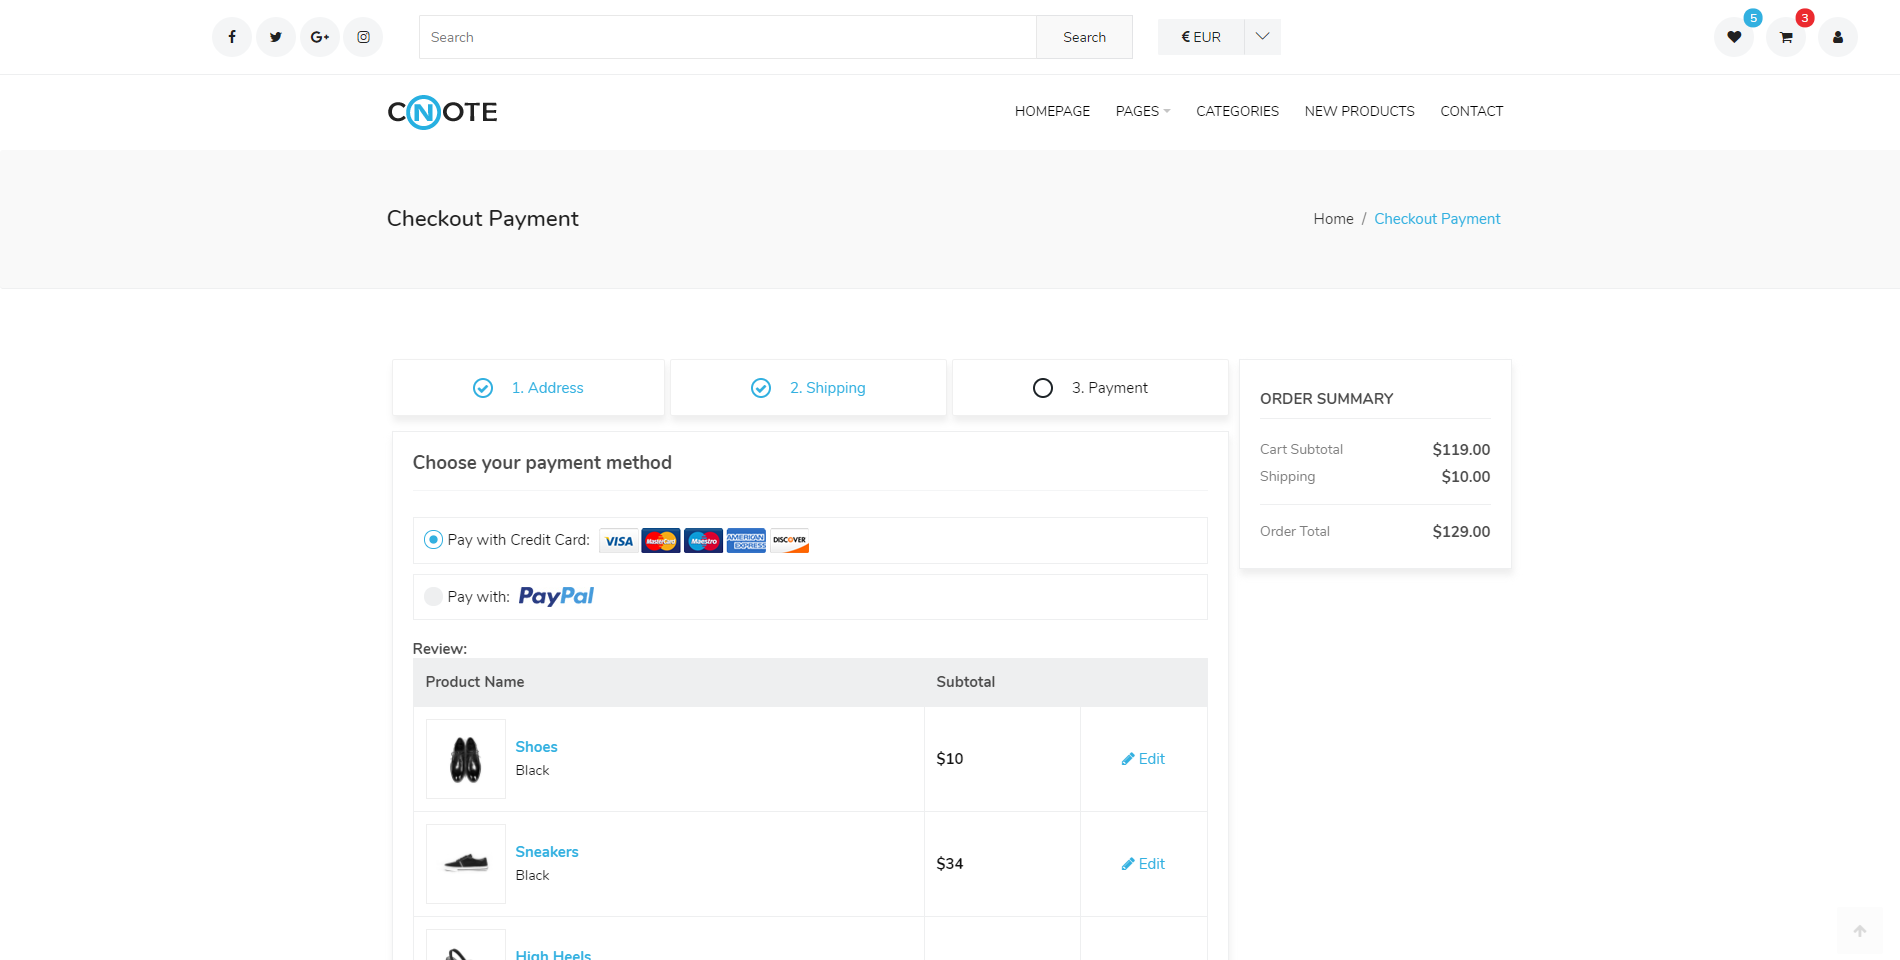 Search
Search
€ EUR
5
3
CNOTE
HOMEPAGE
PAGES
CATEGORIES
NEW PRODUCTS
CONTACT
Checkout Payment
Home / Checkout Payment
1. Address
2. Shipping
3. Payment
Choose your payment method
Pay with Credit Card: VISA MasterCard Maestro AMERICAN EXPRESS DISCOVER
Pay with: PayPal
Review:
Product Name
Subtotal
Shoes
Black
$10
Edit
Sneakers
Black
$34
Edit
High Heels
ORDER SUMMARY
Cart Subtotal
$119.00
Shipping
$10.00
Order Total
$129.00